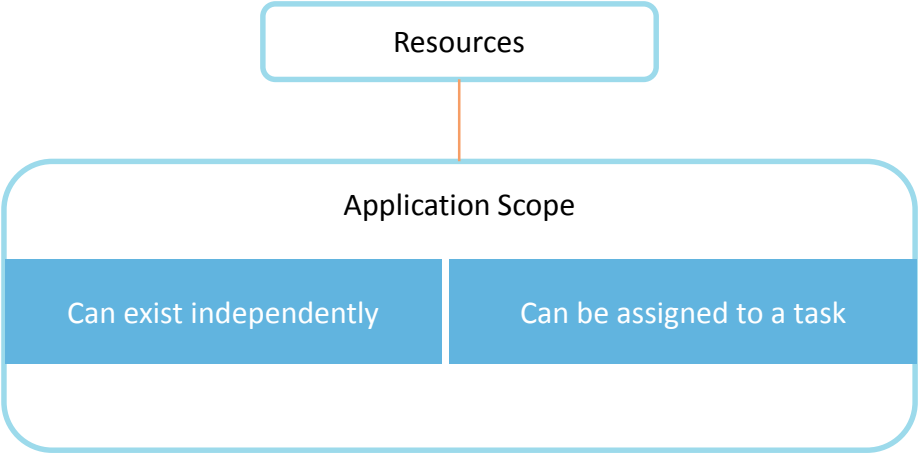 Resources
Application Scope
Can exist independently
Can be assigned to a task